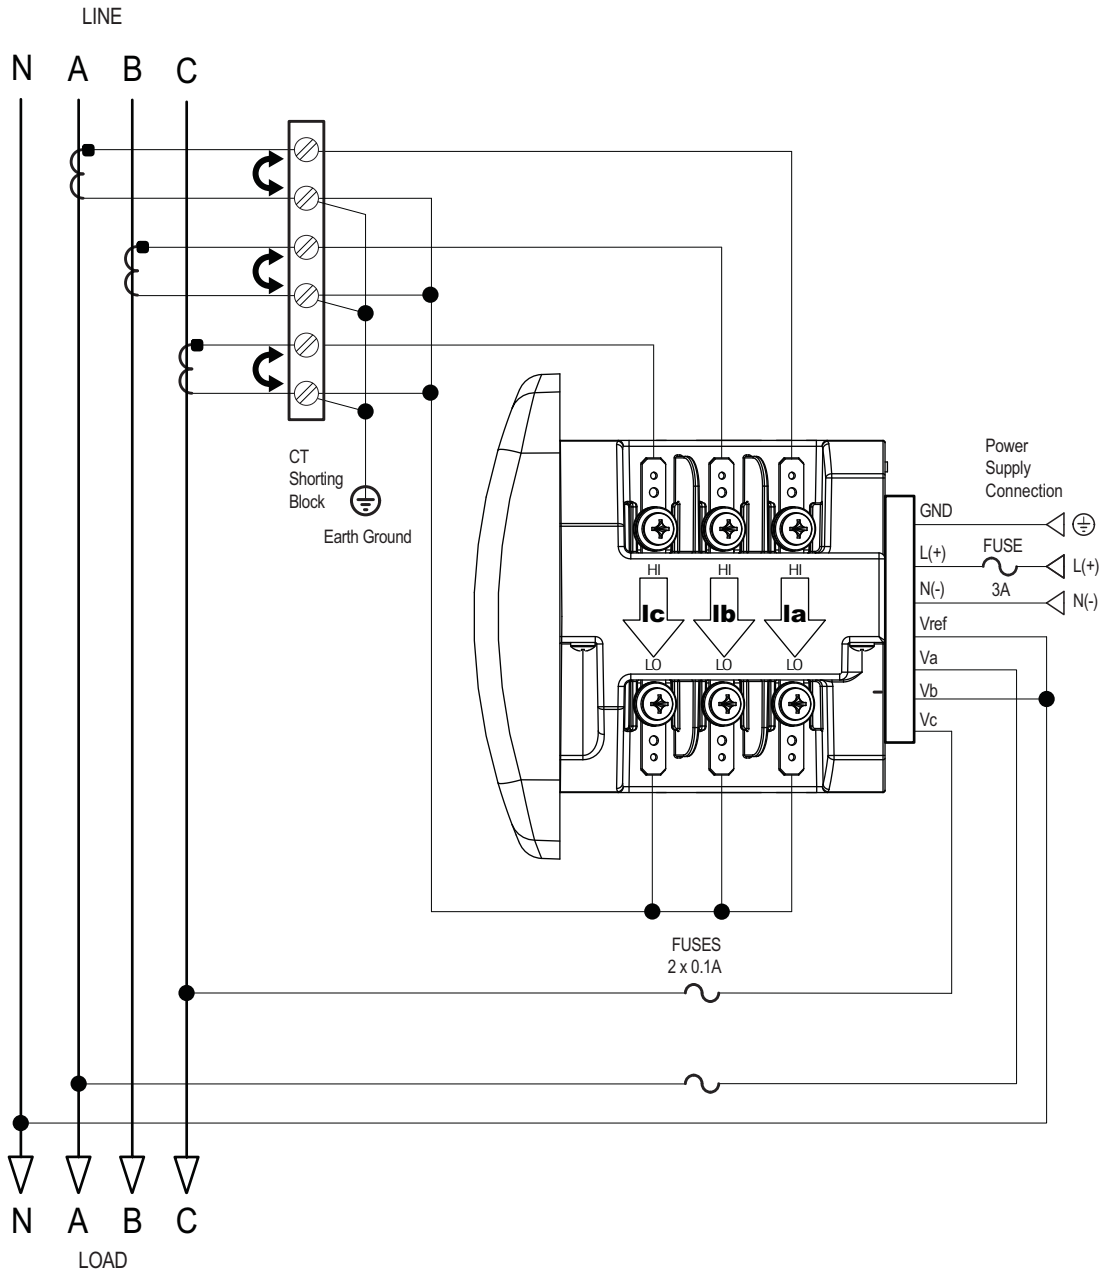 LINE
N A B C
CT
Shorting
Block
Earth Ground
Power
Supply
Connection
GND
L(+)
FUSE
L(+)
3A
N(-)
N(-)
Vref
Va
Vb
Vc
HI HI HI
Ic Ib Ia
LO LO LO
FUSES
2 x 0.1A
N A B C
LOAD